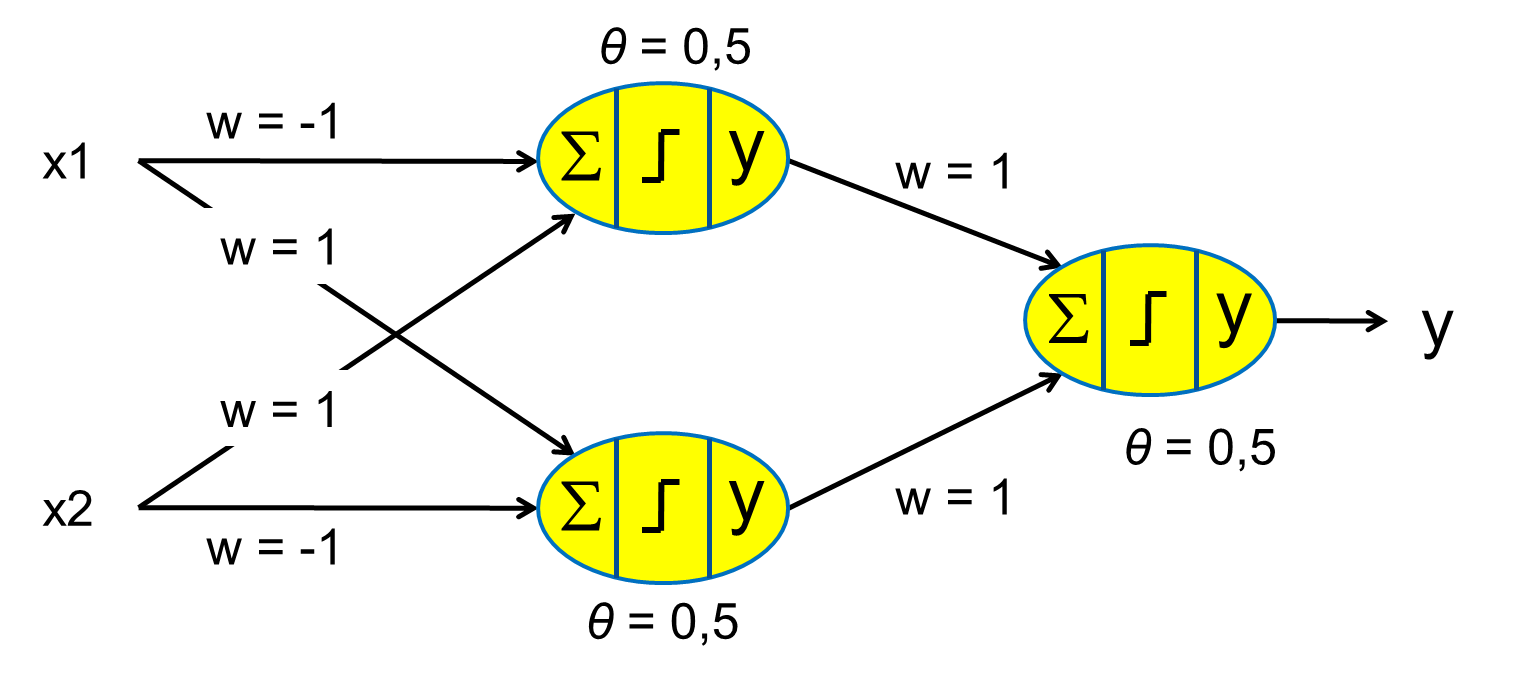 θ = 0,5
w = -1
x1
Σ y
w = 1
w = 1
Σ y
y
w = 1
θ = 0,5
x2
Σ y
w = 1
w = -1
θ = 0,5